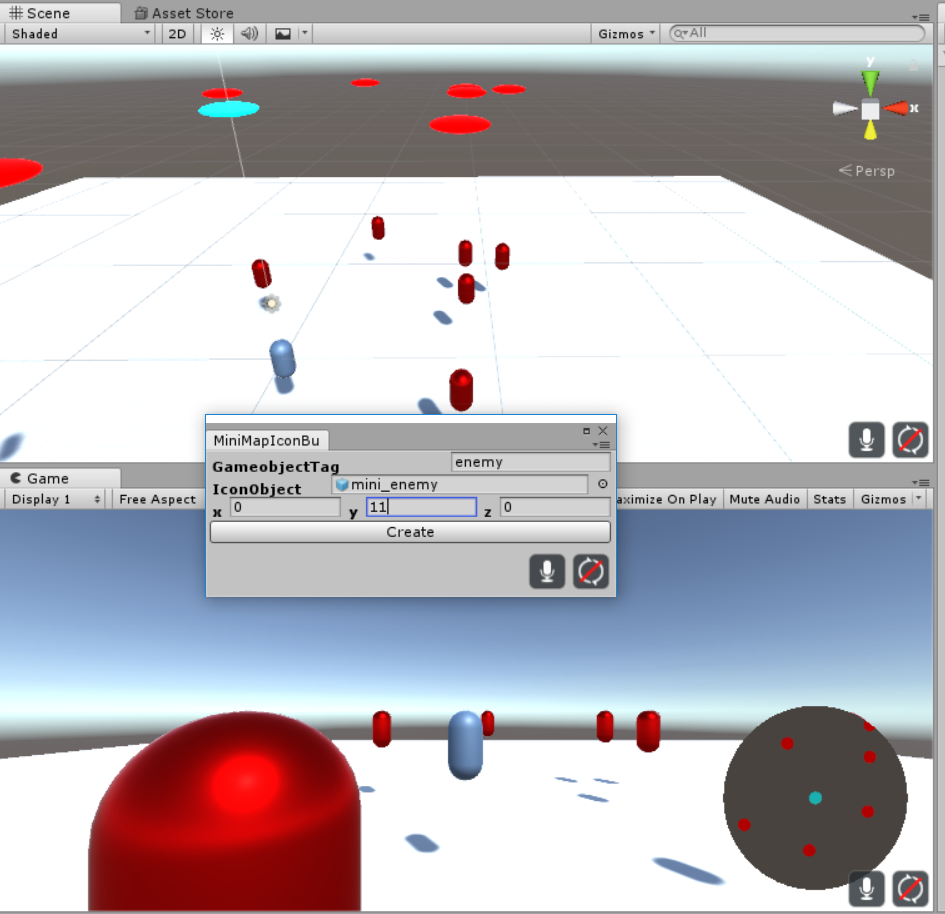 Scene Asset Store
Shaded 2D Gizmos All
y
x
Persp
MiniMapIconBu
GameobjectTag enemy
IconObject mini_enemy
x 0 y 11 z 0
Create
Game
Display 1 Free Aspect aximize On Play Mute Audio Stats Gizmos